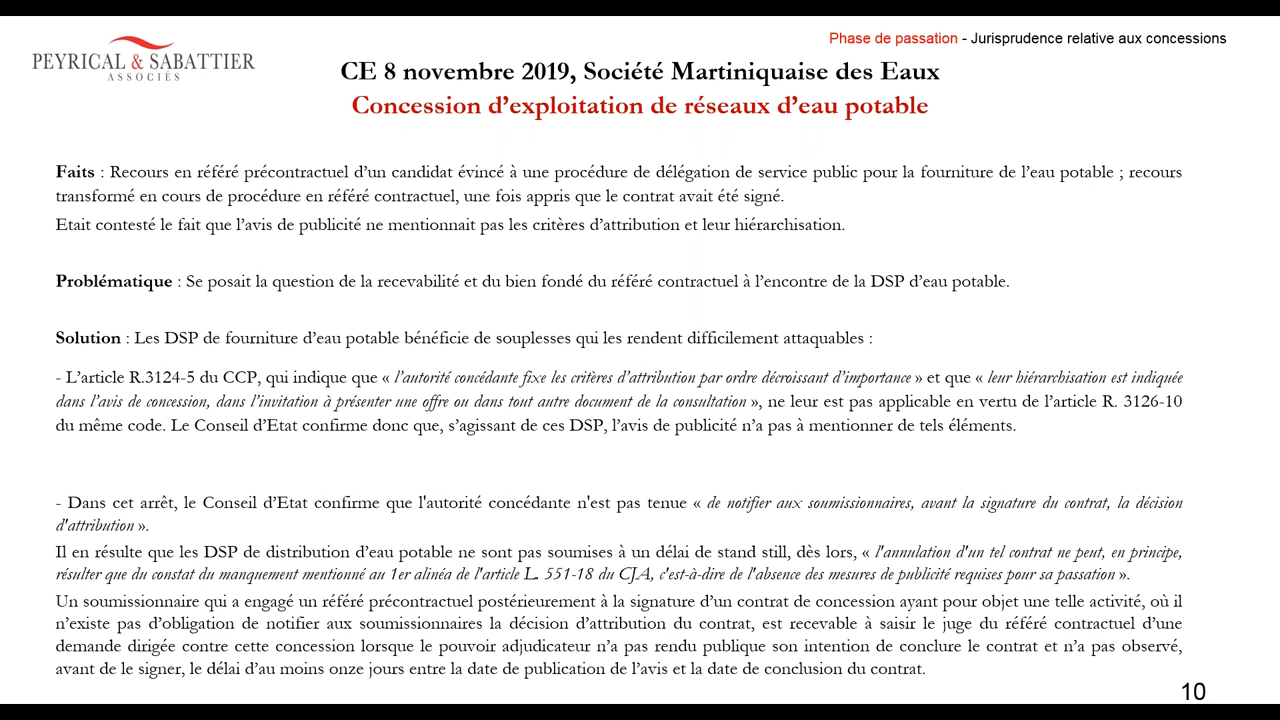 PEYRICAL & SABATTIER
ASSOCIÉS
Phase de passation - Jurisprudence relative aux concessions
CE 8 novembre 2019, Société Martiniquaise des Eaux
Concession d’exploitation de réseaux d’eau potable
Faits : Recours en référé précontractuel d’un candidat évincé à une procédure de délégation de service public pour la fourniture de l’eau potable ; recours
transformé en cours de procédure en référé contractuel, une fois appris que le contrat avait été signé.
Etait contesté le fait que l’avis de publicité ne mentionnait pas les critères d’attribution et leur hiérarchisation.
Problématique : Se posait la question de la recevabilité et du bien fondé du référé contractuel à l’encontre de la DSP d’eau potable.
Solution : Les DSP de fourniture d’eau potable bénéficie de souplesses qui les rendent difficilement attaquables :
- L’article R.3124-5 du CCP, qui indique que « l’autorité concédante fixe les critères d’attribution par ordre décroissant d’importance » et que « leur hiérarchisation est indiquée
dans l’avis de concession, dans l’invitation à présenter une offre ou dans tout autre document de la consultation », ne leur est pas applicable en vertu de l’article R. 3126-10
du même code. Le Conseil d’Etat confirme donc que, s’agissant de ces DSP, l’avis de publicité n’a pas à mentionner de tels éléments.
- Dans cet arrêt, le Conseil d’Etat confirme que l'autorité concédante n'est pas tenue « de notifier aux soumissionnaires, avant la signature du contrat, la décision
d'attribution ».
Il en résulte que les DSP de distribution d’eau potable ne sont pas soumises à un délai de stand still, dès lors, « l'annulation d'un tel contrat ne peut, en principe,
résulter que du constat du manquement mentionné au 1er alinéa de l'article L. 551-18 du CJA, c'est-à-dire de l'absence des mesures de publicité requises pour sa passation ».
Un soumissionnaire qui a engagé un référé précontractuel postérieurement à la signature d’un contrat de concession ayant pour objet une telle activité, où il
n’existe pas d’obligation de notifier aux soumissionnaires la décision d’attribution du contrat, est recevable à saisir le juge du référé contractuel d’une
demande dirigée contre cette concession lorsque le pouvoir adjudicateur n’a pas rendu publique son intention de conclure le contrat et n’a pas observé,
avant de le signer, le délai d’au moins onze jours entre la date de publication de l’avis et la date de conclusion du contrat.
10